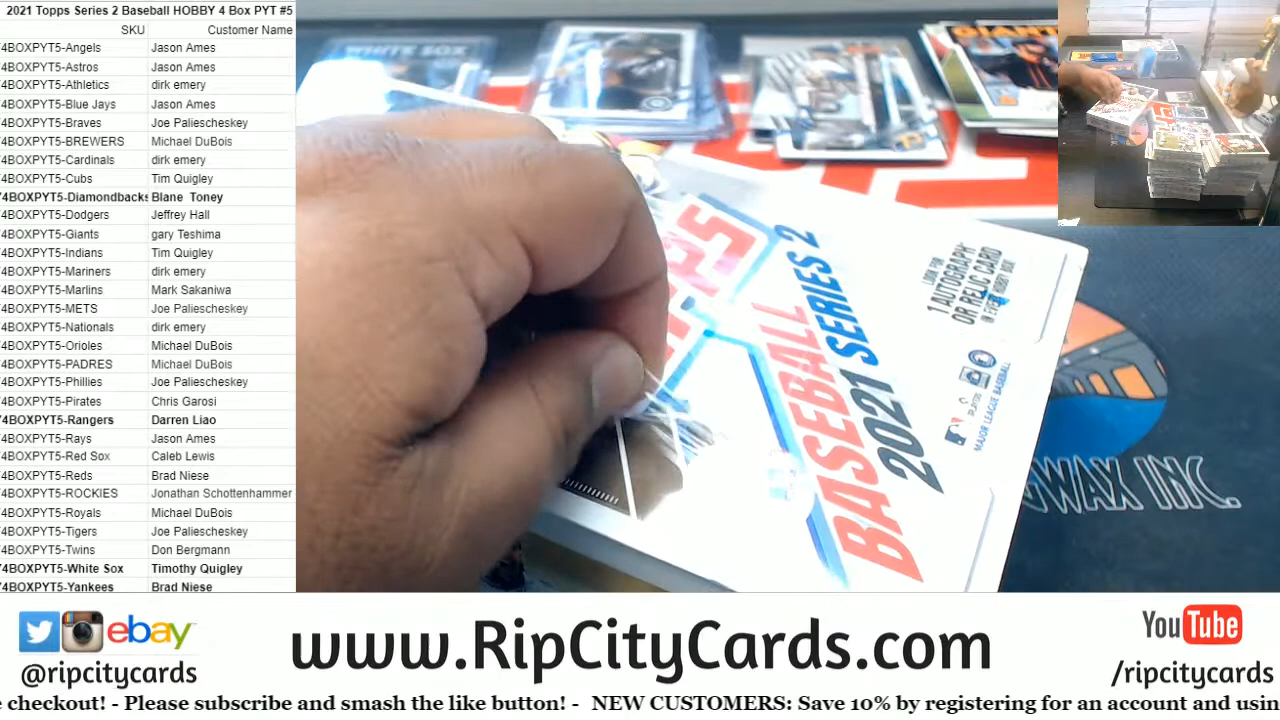 2021 Topps Series 2 Baseball HOBBY 4 Box PYT #5
SKU Customer Name
4BOXPYT5-Angels Jason Ames
4BOXPYT5-Astros Jason Ames
4BOXPYT5-Athletics dirk emery
4BOXPYT5-Blue Jays Jason Ames
4BOXPYT5-Braves Joe Paliescheskey
4BOXPYT5-BREWERS Michael DuBois
4BOXPYT5-Cardinals dirk emery
4BOXPYT5-Cubs Tim Quigley
4BOXPYT5-Diamondbacks Blane Toney
4BOXPYT5-Dodgers Jeffrey Hall
4BOXPYT5-Giants gary Teshima
4BOXPYT5-Indians Tim Quigley
4BOXPYT5-Mariners dirk emery
4BOXPYT5-Marlins Mark Sakaniwa
4BOXPYT5-METS Joe Paliescheskey
4BOXPYT5-Nationals dirk emery
4BOXPYT5-Orioles Michael DuBois
4BOXPYT5-PADRES Michael DuBois
4BOXPYT5-Phillies Joe Paliescheskey
4BOXPYT5-Pirates Chris Garosi
4BOXPYT5-Rangers Darren Liao
4BOXPYT5-Rays Jason Ames
4BOXPYT5-Red Sox Caleb Lewis
4BOXPYT5-Reds Brad Niese
4BOXPYT5-ROCKIES Jonathan Schottenhammer
4BOXPYT5-Royals Michael DuBois
4BOXPYT5-Tigers Joe Paliescheskey
4BOXPYT5-Twins Don Bergmann
4BOXPYT5-White Sox Timothy Quigley
4BOXPYT5-Yankees Brad Niese
WHITE SOX
GIANTS
BASEBALL
2021 SERIES 2
LOOK FOR
1 AUTOGRAPH
OR RELIC CARD
IN EVERY HOBBY BOX!
MAJOR LEAGUE BASEBALL
GWAX INC.
ebay
@ripcitycards
www.RipCityCards.com
YouTube
/ripcitycards
e checkout! - Please subscribe and smash the like button! - NEW CUSTOMERS: Save 10% by registering for an account and usin